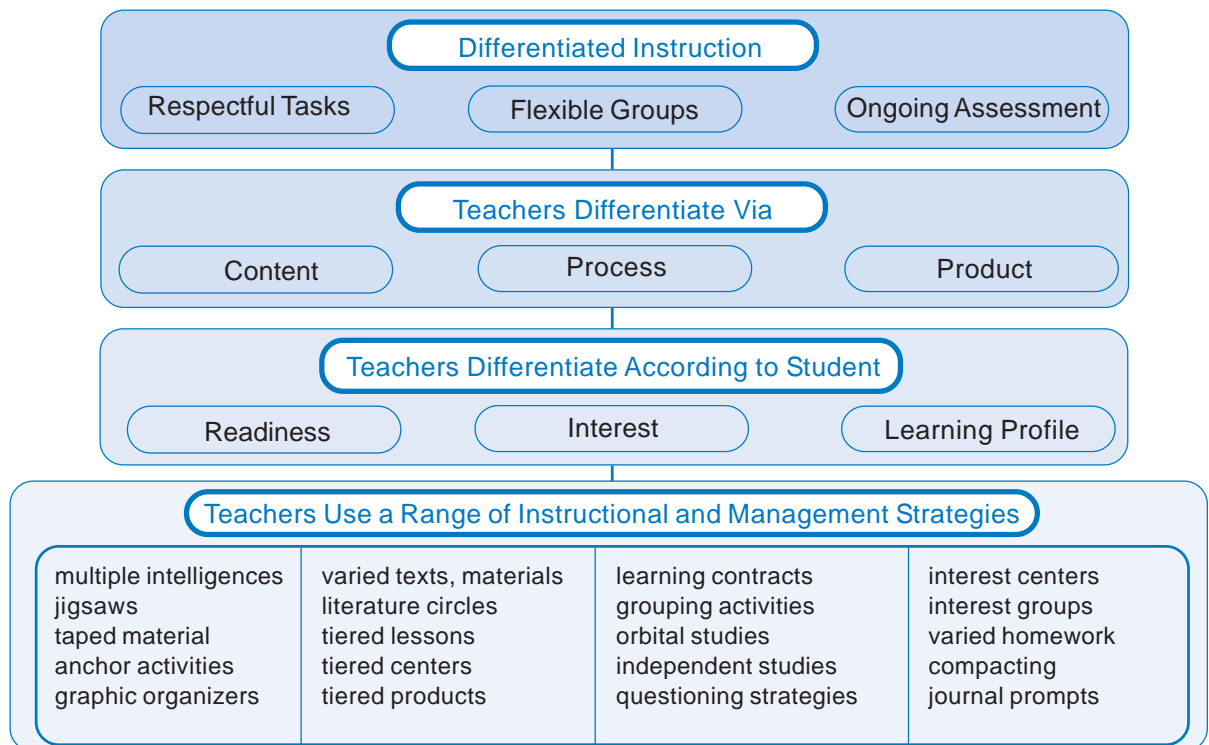 Differentiated Instruction
Respectful Tasks
Flexible Groups
Ongoing Assessment
Teachers Differentiate Via
Content
Process
Product
Teachers Differentiate According to Student
Readiness
Interest
Learning Profile
Teachers Use a Range of Instructional and Management Strategies
multiple intelligences
jigsaws
taped material
anchor activities
graphic organizers
varied texts, materials
literature circles
tiered lessons
tiered centers
tiered products
learning contracts
grouping activities
orbital studies
independent studies
questioning strategies
interest centers
interest groups
varied homework
compacting
journal prompts